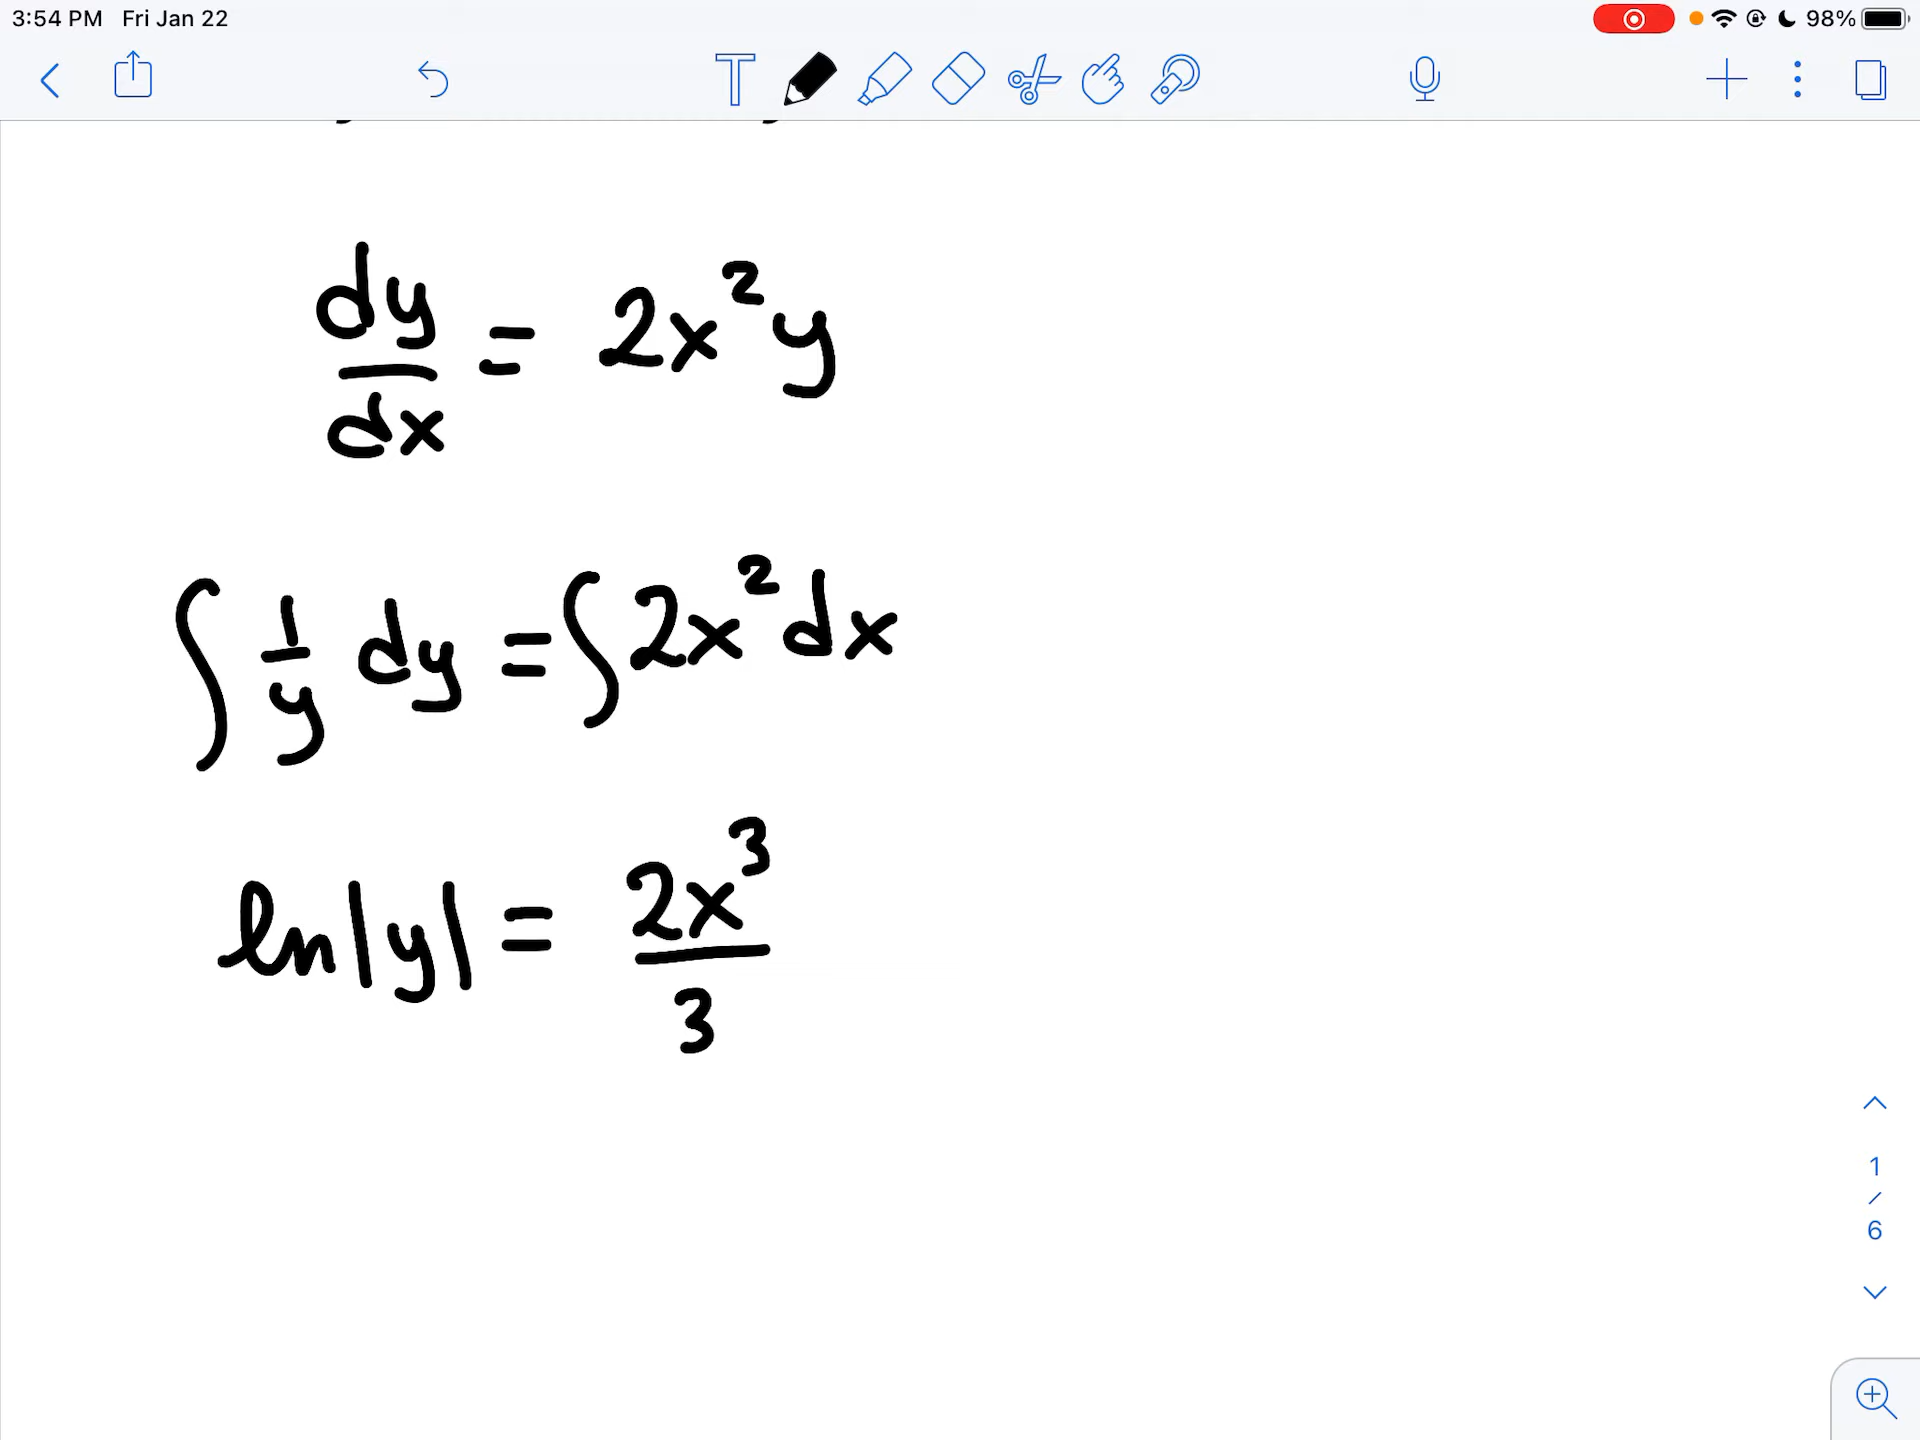 3:54 PM Fri Jan 22 98%
T
dy/dx = 2x²y
∫ 1/y dy = ∫ 2x² dx
ln|y| = 2x³/3
1
/
6